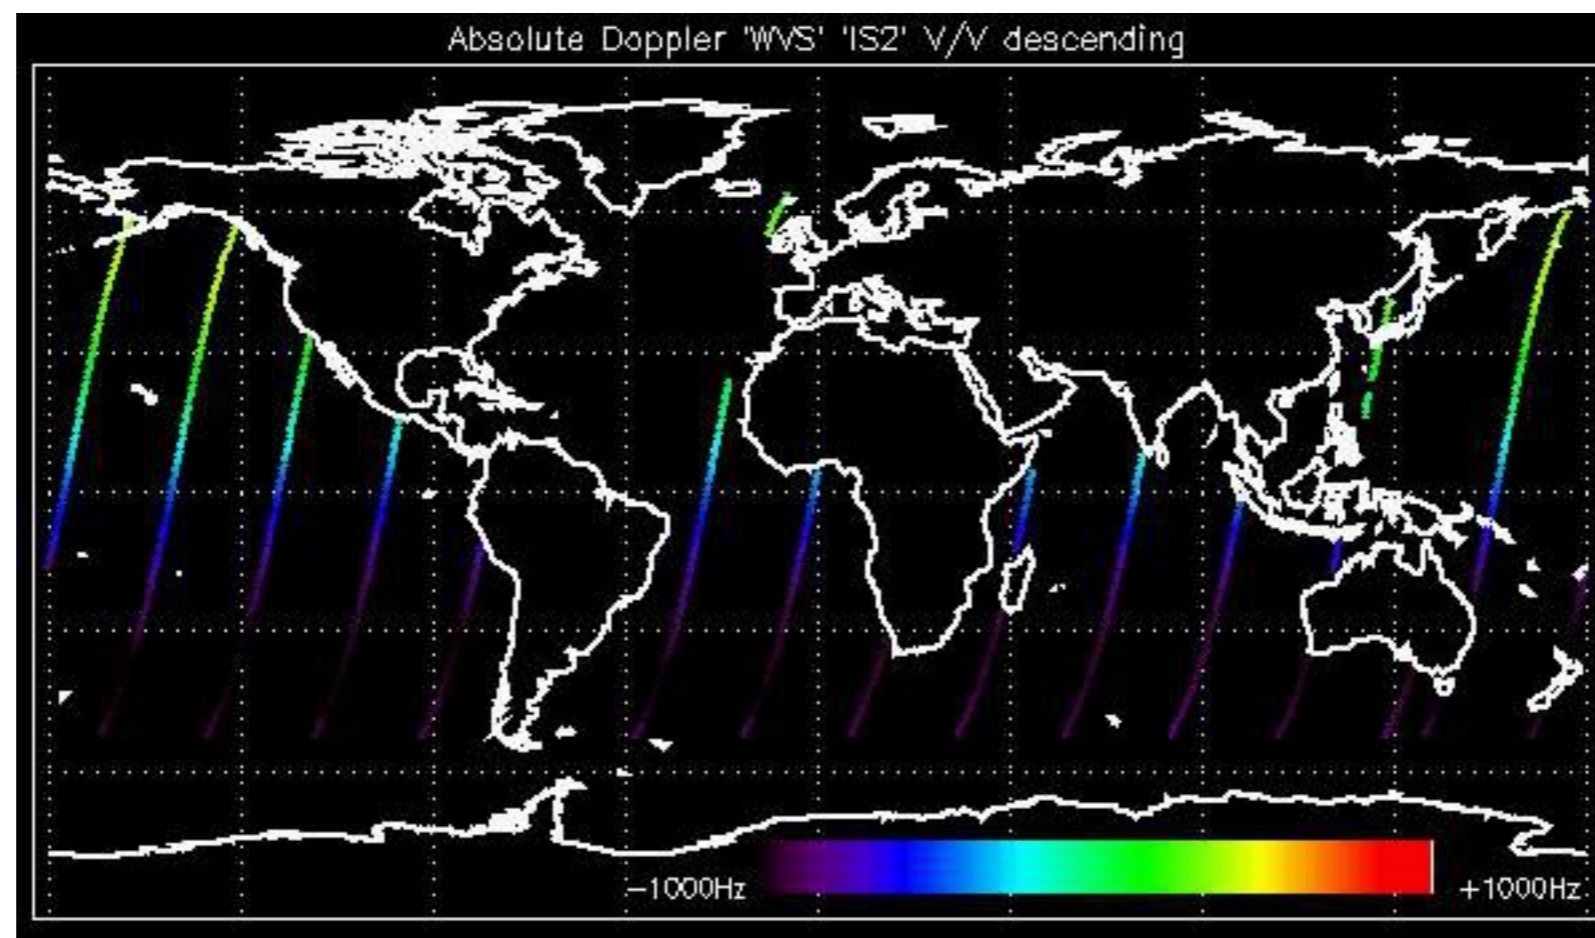 Absolute Doppler 'WVS' 'IS2' V/V descending
-1000Hz +1000Hz